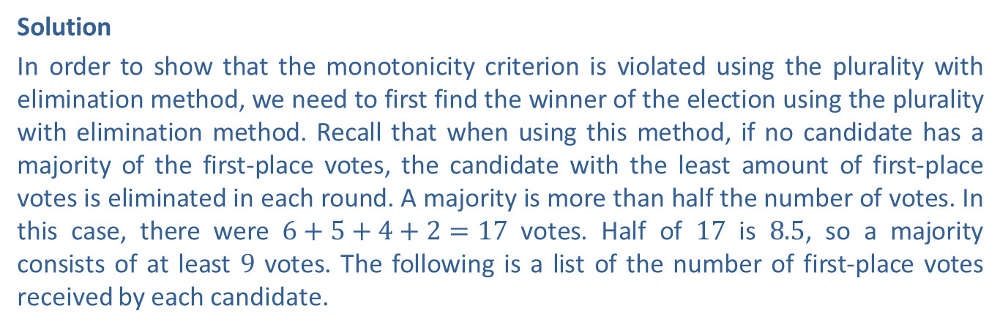 Solution
In order to show that the monotonicity criterion is violated using the plurality with
elimination method, we need to first find the winner of the election using the plurality
with elimination method. Recall that when using this method, if no candidate has a
majority of the first-place votes, the candidate with the least amount of first-place
votes is eliminated in each round. A majority is more than half the number of votes. In
this case, there were 6 + 5 + 4 + 2 = 17 votes. Half of 17 is 8.5, so a majority
consists of at least 9 votes. The following is a list of the number of first-place votes
received by each candidate.